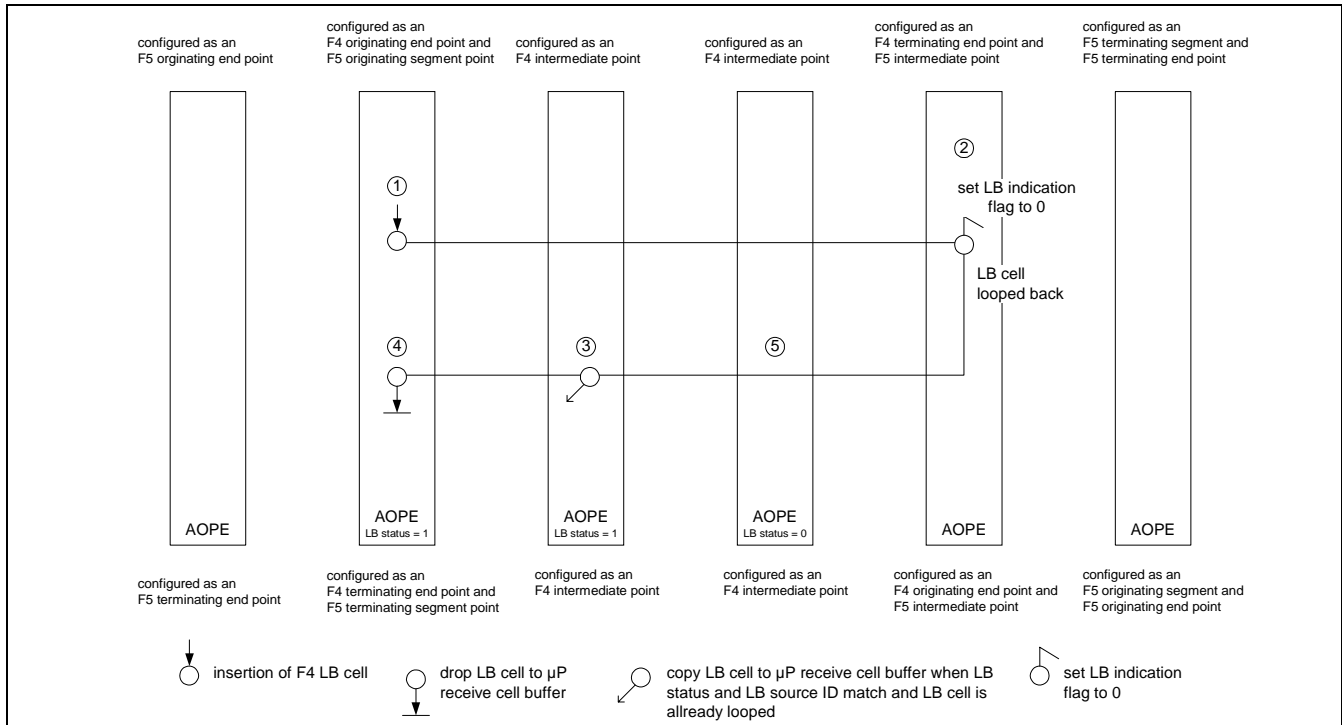 configured as an
F5 orginating end point
configured as an
F4 originating end point and
F5 originating segment point
configured as an
F4 intermediate point
configured as an
F4 intermediate point
configured as an
F4 terminating end point and
F5 intermediate point
configured as an
F5 terminating segment and
F5 terminating end point
2
1
set LB indication
flag to 0
LB cell
looped back
4
3
5
AOPE
AOPE
LB status = 1
AOPE
LB status = 1
AOPE
LB status = 0
AOPE
AOPE
configured as an
F5 terminating end point
configured as an
F4 terminating end point and
F5 terminating segment point
configured as an
F4 intermediate point
configured as an
F4 intermediate point
configured as an
F4 originating end point and
F5 intermediate point
configured as an
F5 originating segment and
F5 originating end point
insertion of F4 LB cell
drop LB cell to µP
receive cell buffer
copy LB cell to µP receive cell buffer when LB
status and LB source ID match and LB cell is
allready looped
set LB indication
flag to 0